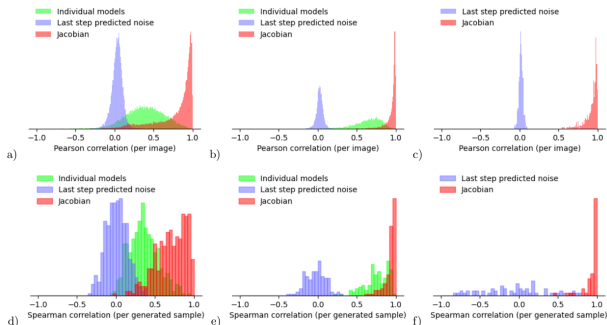 Individual models
Last step predicted noise
Jacobian
−1.0 −0.5 0.0 0.5 1.0
a) Pearson correlation (per image)
Individual models
Last step predicted noise
Jacobian
−1.0 −0.5 0.0 0.5 1.0
b) Pearson correlation (per image)
Last step predicted noise
Jacobian
−1.0 −0.5 0.0 0.5 1.0
c) Pearson correlation (per image)
Individual models
Last step predicted noise
Jacobian
−1.0 −0.5 0.0 0.5 1.0
d) Spearman correlation (per generated sample)
Individual models
Last step predicted noise
Jacobian
−1.0 −0.5 0.0 0.5 1.0
e) Spearman correlation (per generated sample)
Last step predicted noise
Jacobian
−1.0 −0.5 0.0 0.5 1.0
f) Spearman correlation (per generated sample)